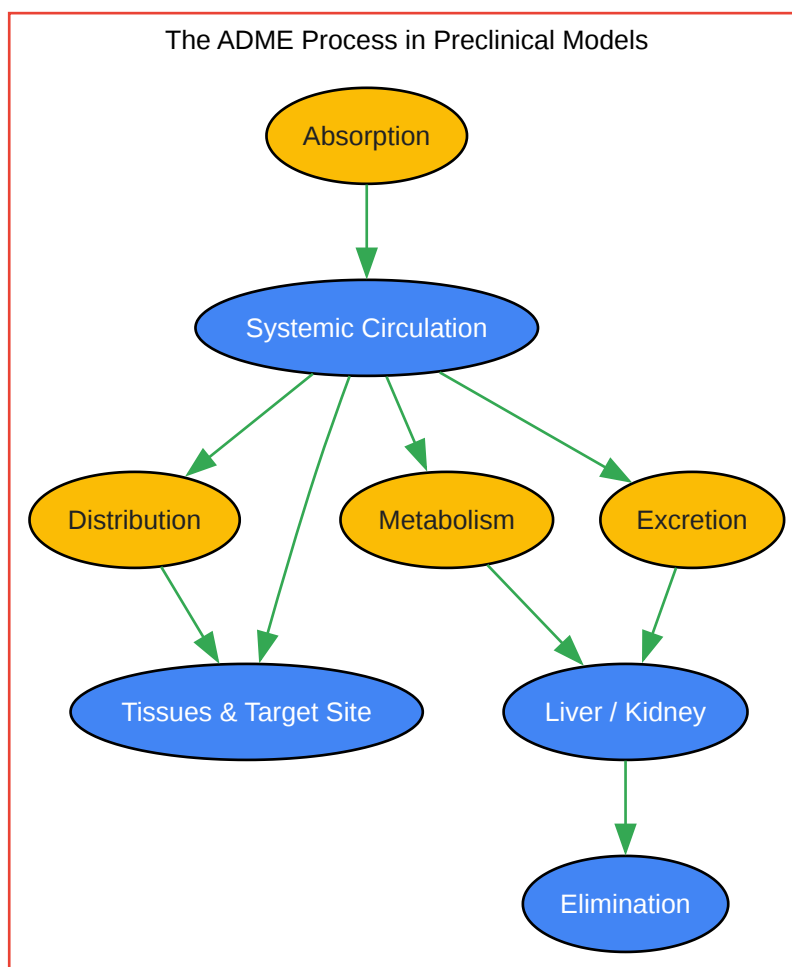 The ADME Process in Preclinical Models
Absorption
Systemic Circulation
Distribution
Metabolism
Excretion
Tissues & Target Site
Liver / Kidney
Elimination